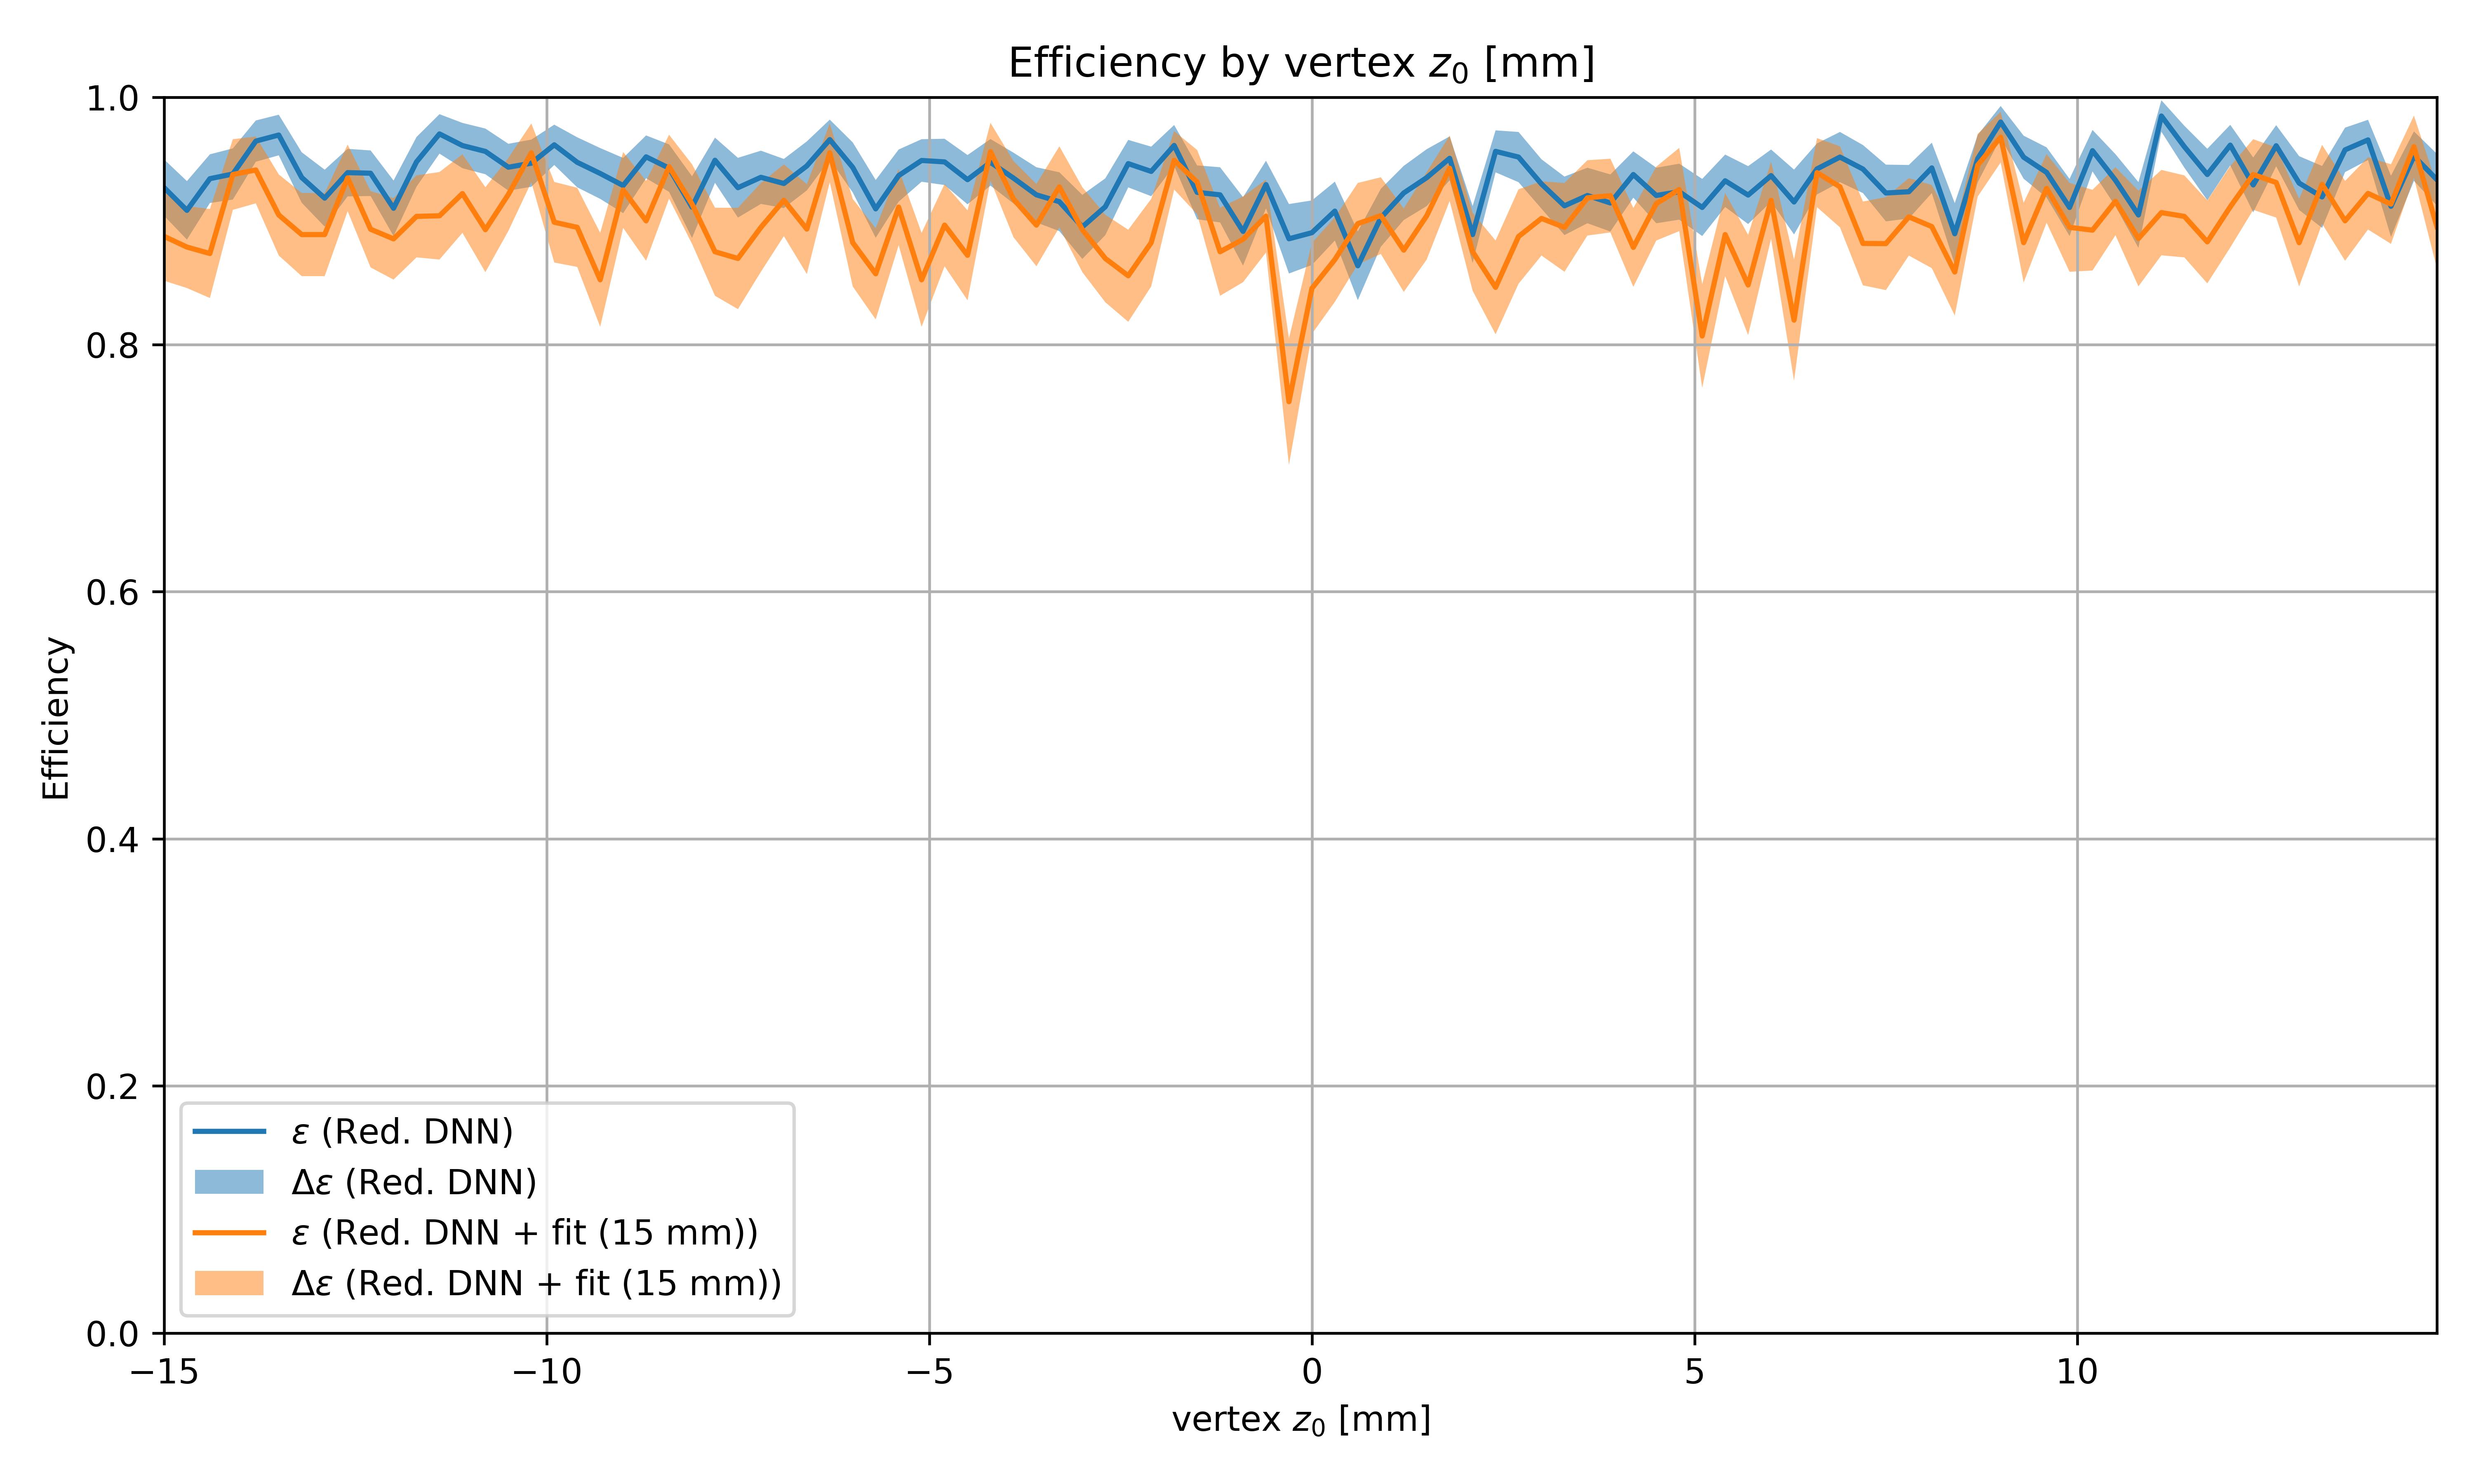 Efficiency by vertex z₀ [mm]
1.0
0.8
0.6
0.4
0.2
0.0
Efficiency
ε (Red. DNN)
Δε (Red. DNN)
ε (Red. DNN + fit (15 mm))
Δε (Red. DNN + fit (15 mm))
−15 −10 −5 0 5 10
vertex z₀ [mm]